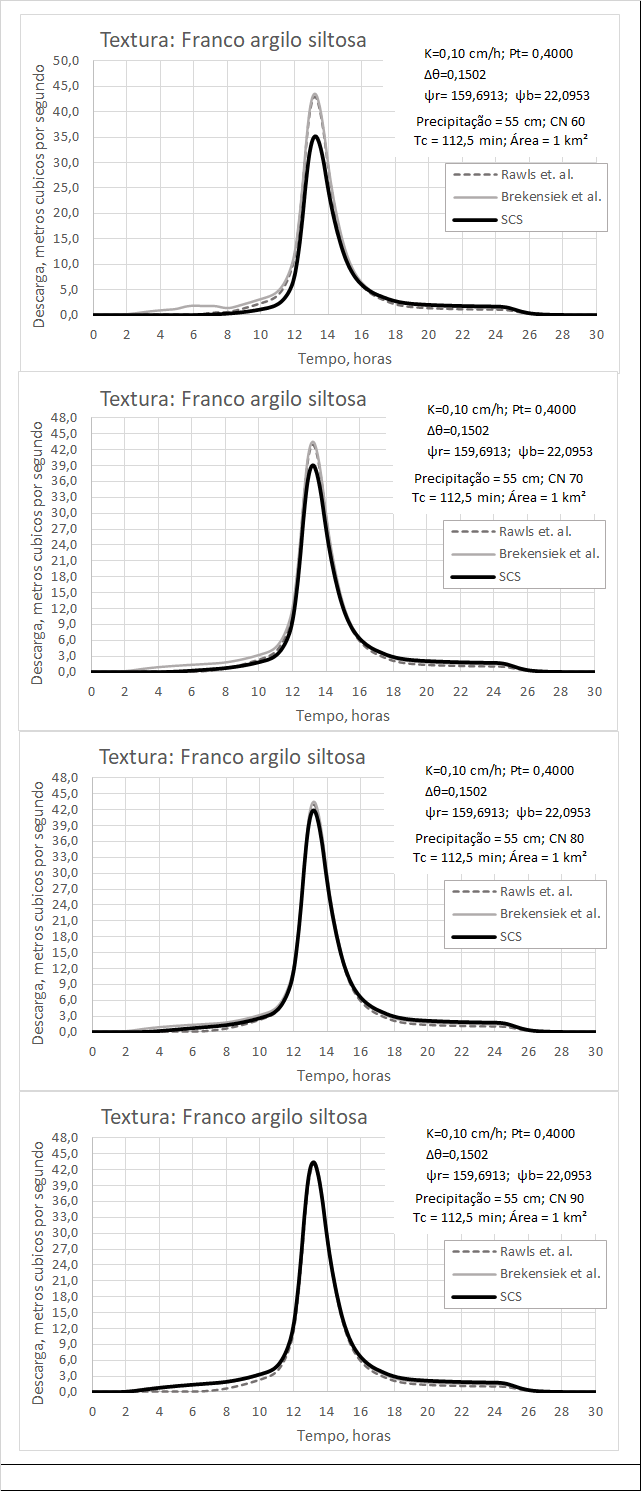 Textura: Franco argilo siltosa
K=0,10 cm/h; Pt= 0,4000
Δθ=0,1502
ψr= 159,6913;  ψb= 22,0953
Precipitação = 55 cm; CN 60
Tc = 112,5 min; Área = 1 km²
Rawls et. al.
Brekensiek et al.
SCS
Descarga, metros cubicos por segundo
50,0
45,0
40,0
35,0
30,0
25,0
20,0
15,0
10,0
5,0
0,0
0 2 4 6 8 10 12 14 16 18 20 22 24 26 28 30
Tempo, horas
Textura: Franco argilo siltosa
K=0,10 cm/h; Pt= 0,4000
Δθ=0,1502
ψr= 159,6913;  ψb= 22,0953
Precipitação = 55 cm; CN 70
Tc = 112,5 min; Área = 1 km²
Rawls et. al.
Brekensiek et al.
SCS
Descarga, metros cubicos por segundo
48,0
45,0
42,0
39,0
36,0
33,0
30,0
27,0
24,0
21,0
18,0
15,0
12,0
9,0
6,0
3,0
0,0
0 2 4 6 8 10 12 14 16 18 20 22 24 26 28 30
Tempo, horas
Textura: Franco argilo siltosa
K=0,10 cm/h; Pt= 0,4000
Δθ=0,1502
ψr= 159,6913;  ψb= 22,0953
Precipitação = 55 cm; CN 80
Tc = 112,5 min; Área = 1 km²
Rawls et. al.
Brekensiek et al.
SCS
Descarga, metros cubicos por segundo
48,0
45,0
42,0
39,0
36,0
33,0
30,0
27,0
24,0
21,0
18,0
15,0
12,0
9,0
6,0
3,0
0,0
0 2 4 6 8 10 12 14 16 18 20 22 24 26 28 30
Tempo, horas
Textura: Franco argilo siltosa
K=0,10 cm/h; Pt= 0,4000
Δθ=0,1502
ψr= 159,6913;  ψb= 22,0953
Precipitação = 55 cm; CN 90
Tc = 112,5 min; Área = 1 km²
Rawls et. al.
Brekensiek et al.
SCS
Descarga, metros cubicos por segundo
48,0
45,0
42,0
39,0
36,0
33,0
30,0
27,0
24,0
21,0
18,0
15,0
12,0
9,0
6,0
3,0
0,0
0 2 4 6 8 10 12 14 16 18 20 22 24 26 28 30
Tempo, horas